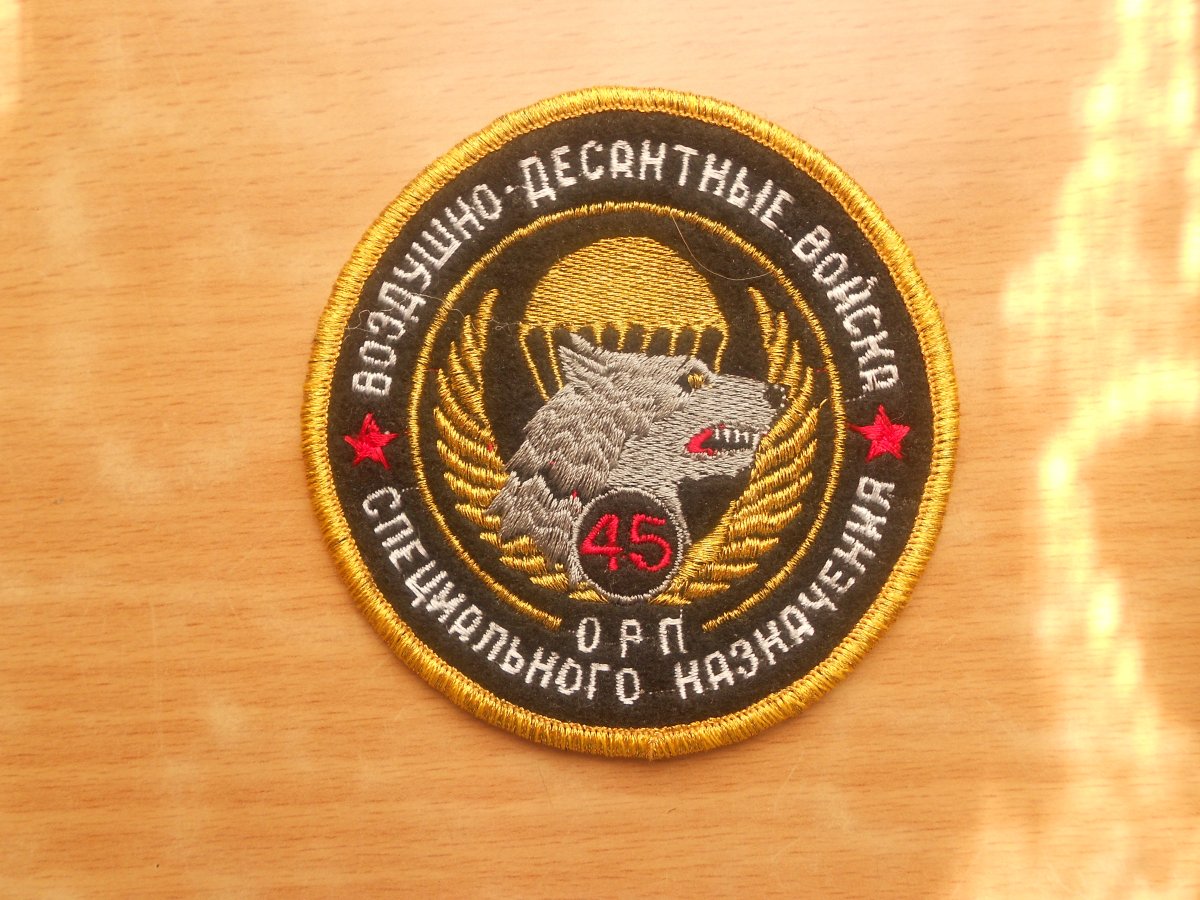 ВОЗДУШНО-ДЕСАНТНЫЕ ВОЙСКА
45
ОРП
СПЕЦИАЛЬНОГО НАЗНАЧЕНИЯ